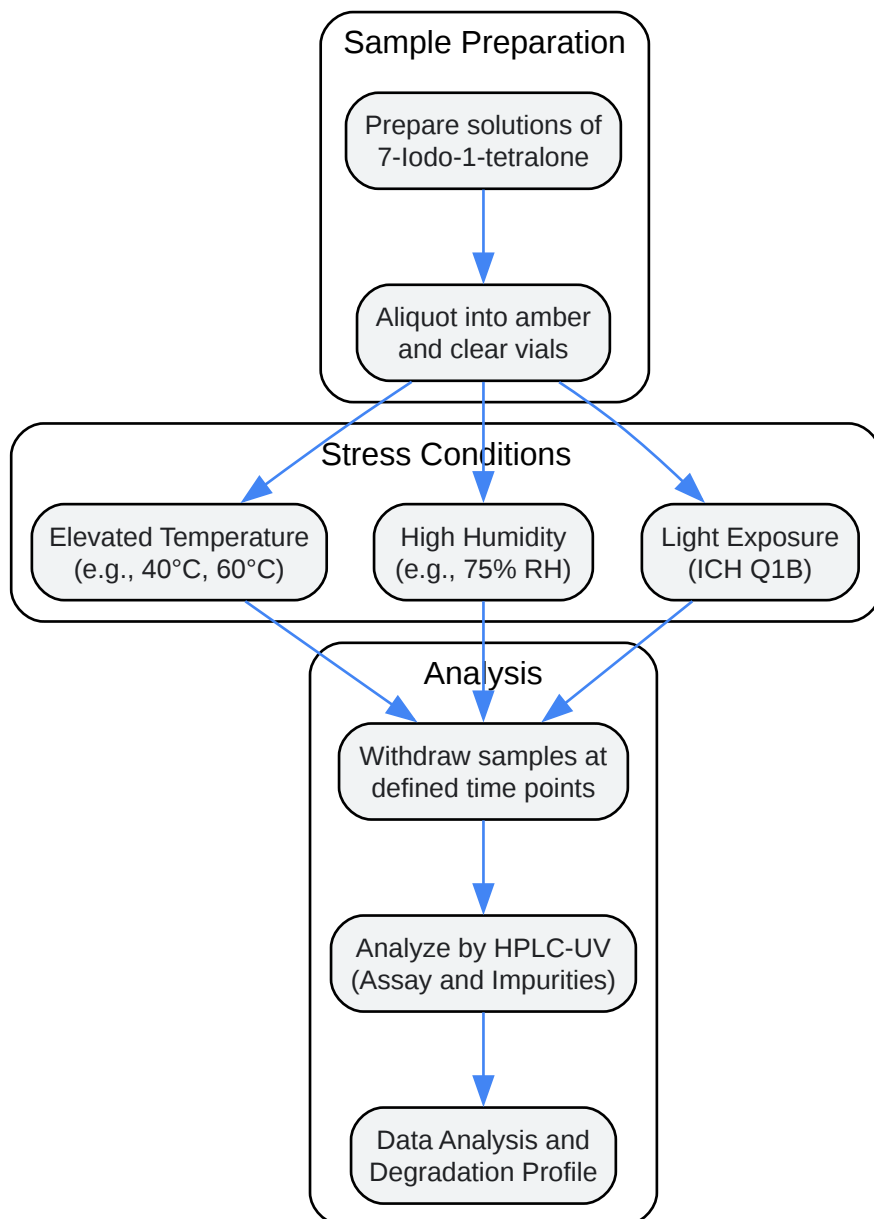 Sample Preparation
Prepare solutions of
7-Iodo-1-tetralone
Aliquot into amber
and clear vials
Stress Conditions
Elevated Temperature
(e.g., 40°C, 60°C)
High Humidity
(e.g., 75% RH)
Light Exposure
(ICH Q1B)
Analysis
Withdraw samples at
defined time points
Analyze by HPLC-UV
(Assay and Impurities)
Data Analysis and
Degradation Profile